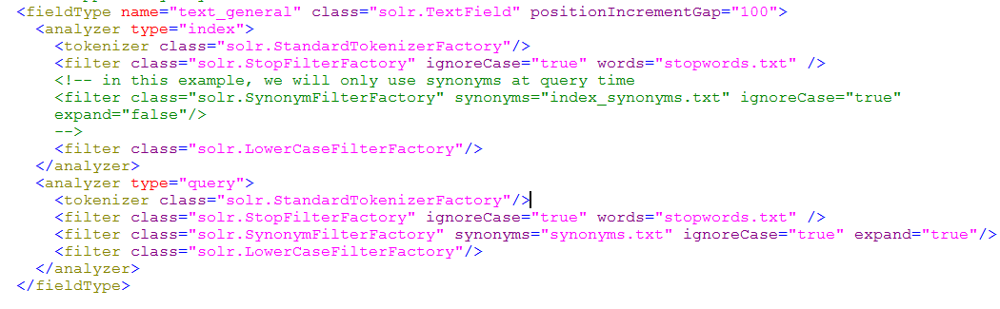 <fieldType name="text_general" class="solr.TextField" positionIncrementGap="100">
  <analyzer type="index">
    <tokenizer class="solr.StandardTokenizerFactory"/>
    <filter class="solr.StopFilterFactory" ignoreCase="true" words="stopwords.txt" />
    <!-- in this example, we will only use synonyms at query time
    <filter class="solr.SynonymFilterFactory" synonyms="index_synonyms.txt" ignoreCase="true"
    expand="false"/>
    -->
    <filter class="solr.LowerCaseFilterFactory"/>
  </analyzer>
  <analyzer type="query">
    <tokenizer class="solr.StandardTokenizerFactory"/>
    <filter class="solr.StopFilterFactory" ignoreCase="true" words="stopwords.txt" />
    <filter class="solr.SynonymFilterFactory" synonyms="synonyms.txt" ignoreCase="true" expand="true"/>
    <filter class="solr.LowerCaseFilterFactory"/>
  </analyzer>
</fieldType>